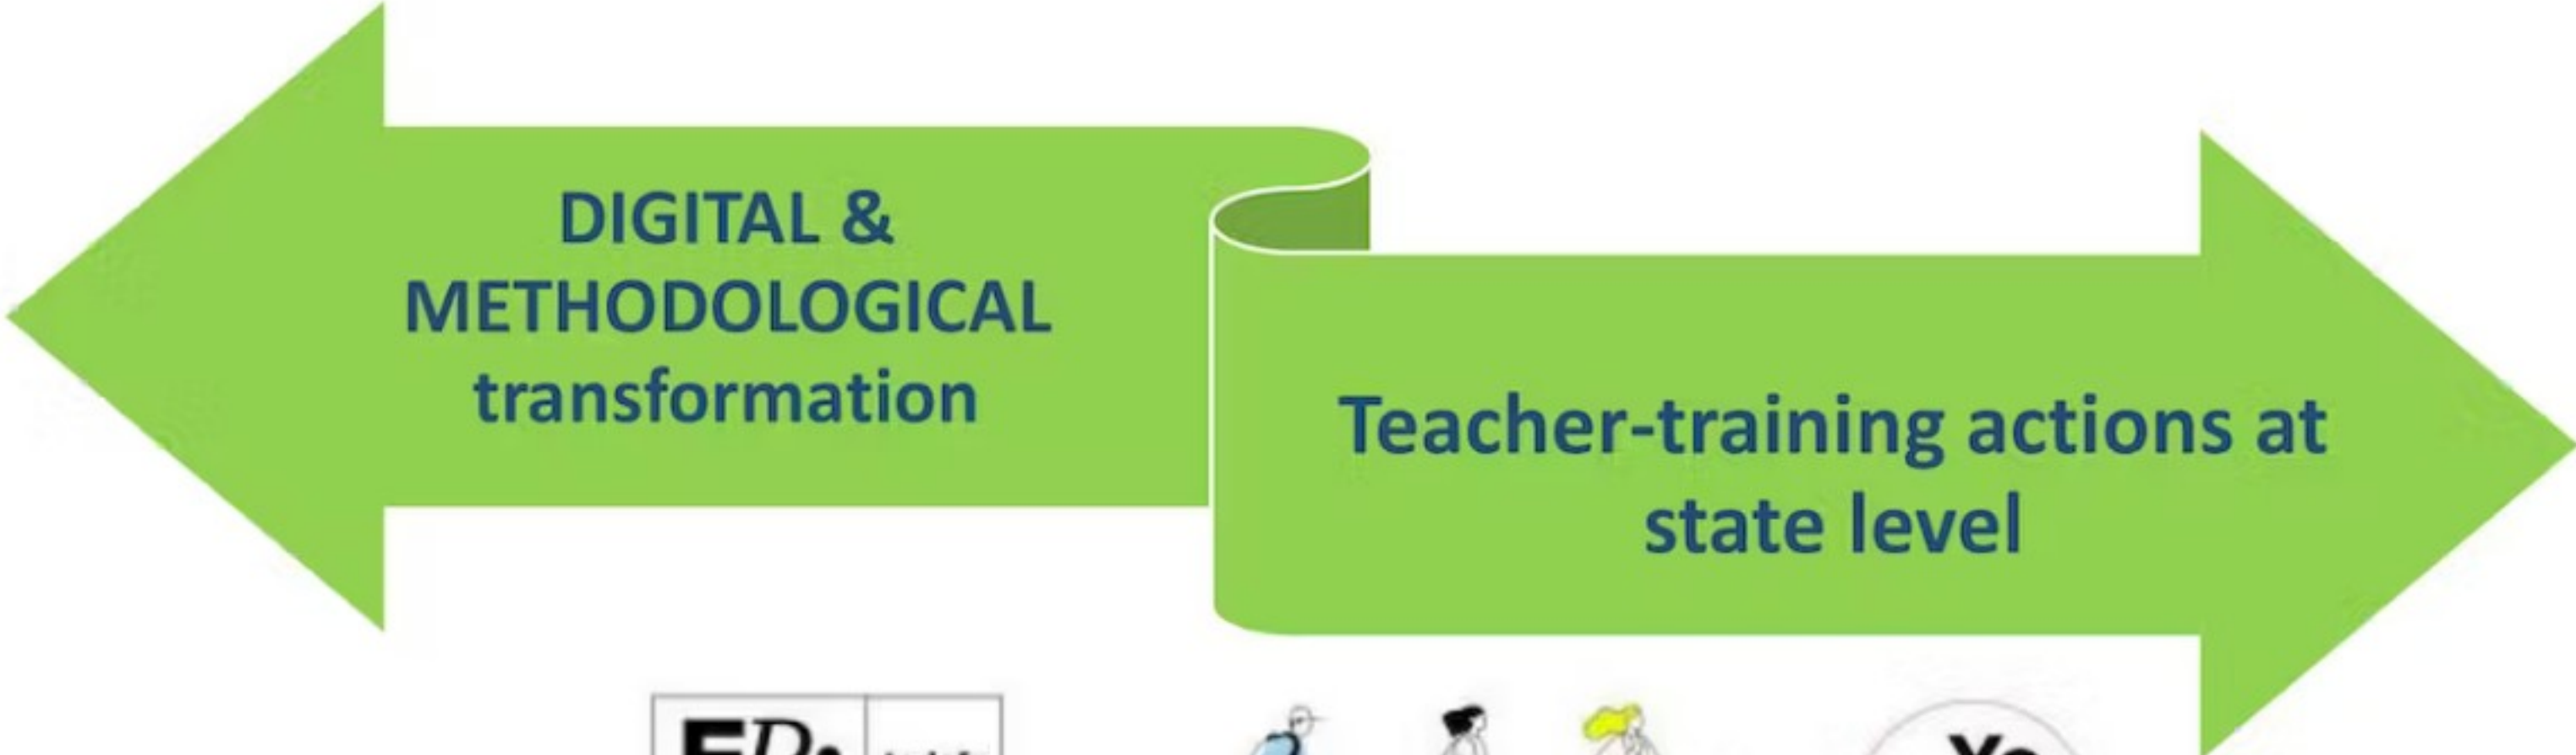 DIGITAL &
METHODOLOGICAL
transformation
Teacher-training actions at
state level